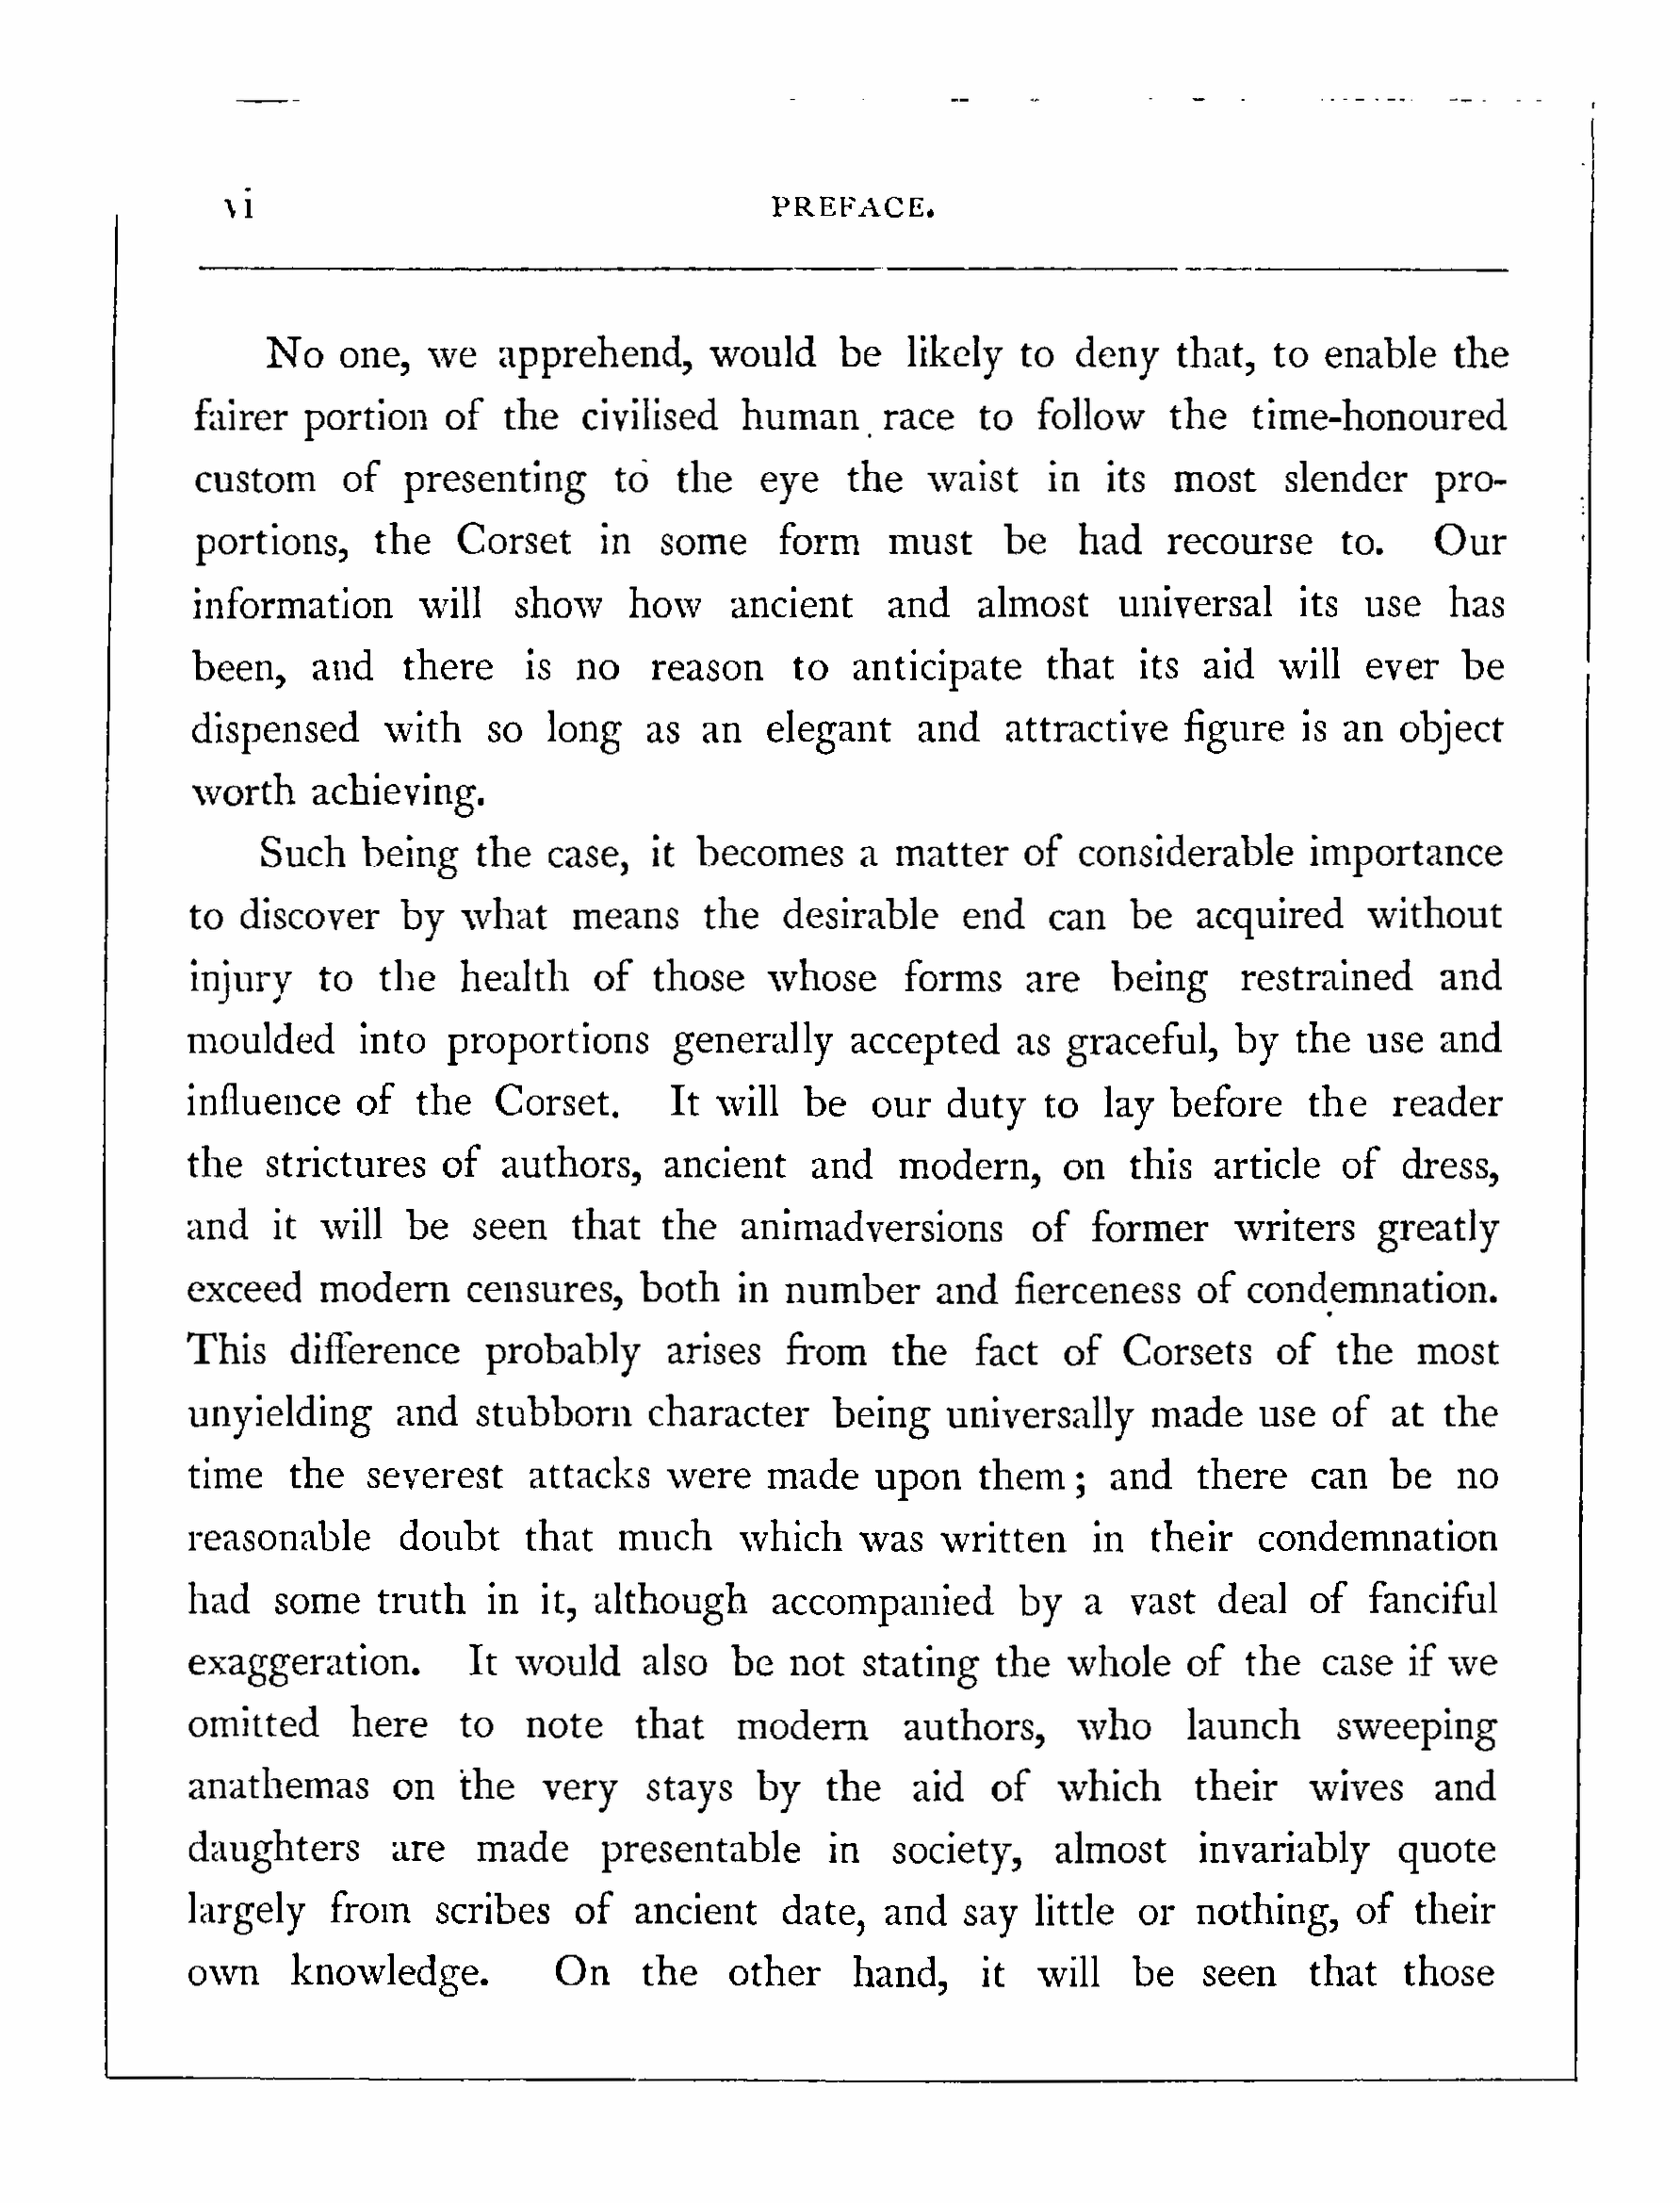 vi PREFACE.
No one, we apprehend, would be likely to deny that, to enable the
fairer portion of the civilised human race to follow the time-honoured
custom of presenting to the eye the waist in its most slender pro-
portions, the Corset in some form must be had recourse to. Our
information will show how ancient and almost universal its use has
been, and there is no reason to anticipate that its aid will ever be
dispensed with so long as an elegant and attractive figure is an object
worth achieving.
Such being the case, it becomes a matter of considerable importance
to discover by what means the desirable end can be acquired without
injury to the health of those whose forms are being restrained and
moulded into proportions generally accepted as graceful, by the use and
influence of the Corset. It will be our duty to lay before the reader
the strictures of authors, ancient and modern, on this article of dress,
and it will be seen that the animadversions of former writers greatly
exceed modern censures, both in number and fierceness of condemnation.
This difference probably arises from the fact of Corsets of the most
unyielding and stubborn character being universally made use of at the
time the severest attacks were made upon them; and there can be no
reasonable doubt that much which was written in their condemnation
had some truth in it, although accompanied by a vast deal of fanciful
exaggeration. It would also be not stating the whole of the case if we
omitted here to note that modern authors, who launch sweeping
anathemas on the very stays by the aid of which their wives and
daughters are made presentable in society, almost invariably quote
largely from scribes of ancient date, and say little or nothing, of their
own knowledge. On the other hand, it will be seen that those